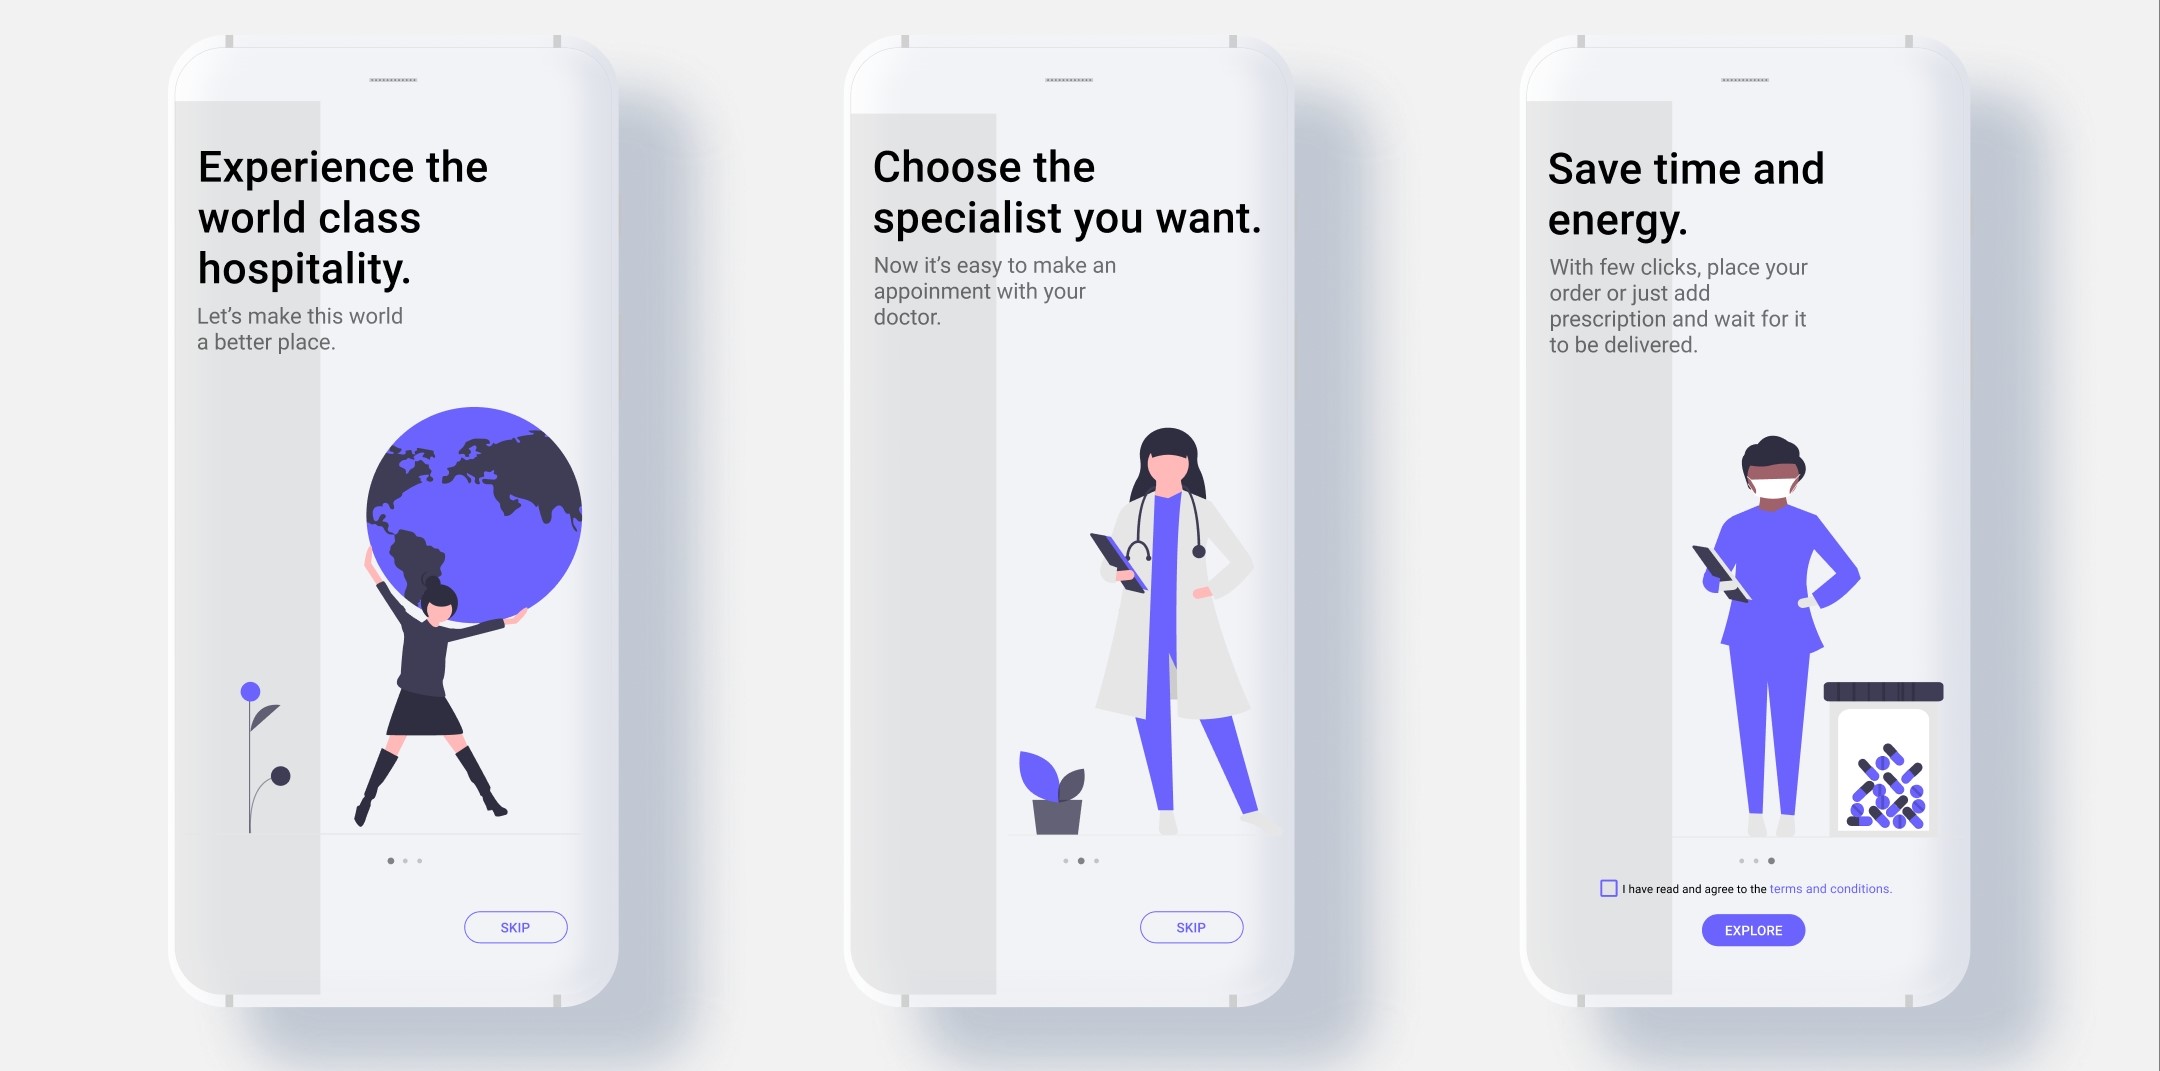 Experience the
world class
hospitality.
Let’s make this world
a better place.
SKIP
Choose the
specialist you want.
Now it’s easy to make an
appoinment with your
doctor.
SKIP
Save time and
energy.
With few clicks, place your
order or just add
prescription and wait for it
to be delivered.
I have read and agree to the terms and conditions.
EXPLORE